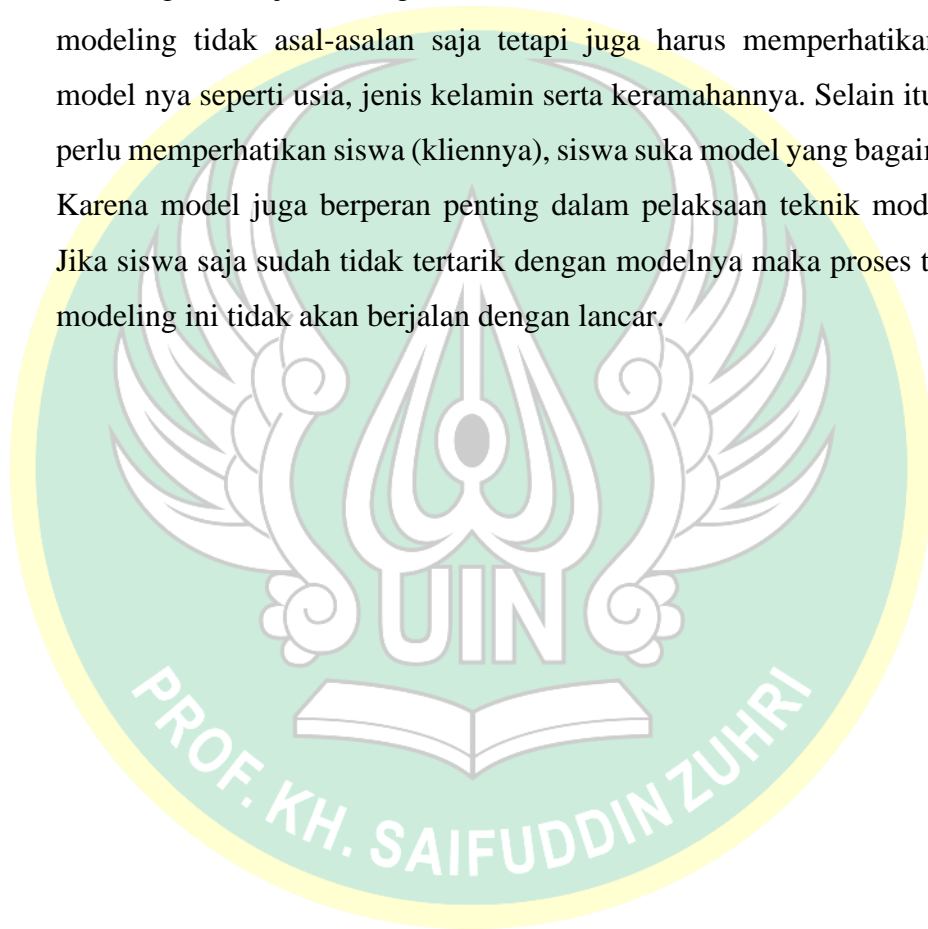 modeling tidak asal-asalan saja tetapi juga harus memperhatikan
model nya seperti usia, jenis kelamin serta keramahannya. Selain itu
perlu memperhatikan siswa (kliennya), siswa suka model yang
Karena model juga berperan penting dalam pelaksaan teknik
Jika siswa saja sudah tidak tertarik dengan modelnya maka proses
modeling ini tidak akan berjalan dengan lancar.
UIN
PROF. KH. SAIFUDDIN ZUHRI